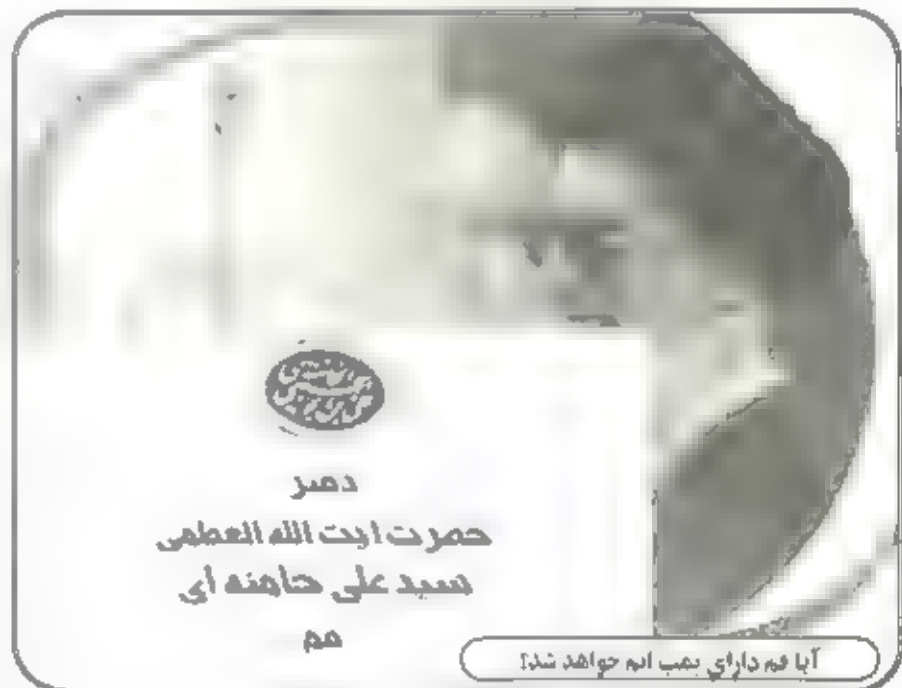 دفتر
حضرت آیت الله العظمی
سید علی خامنه ای
قم
آیا قم دارای بمب اتم خواهد شد؟